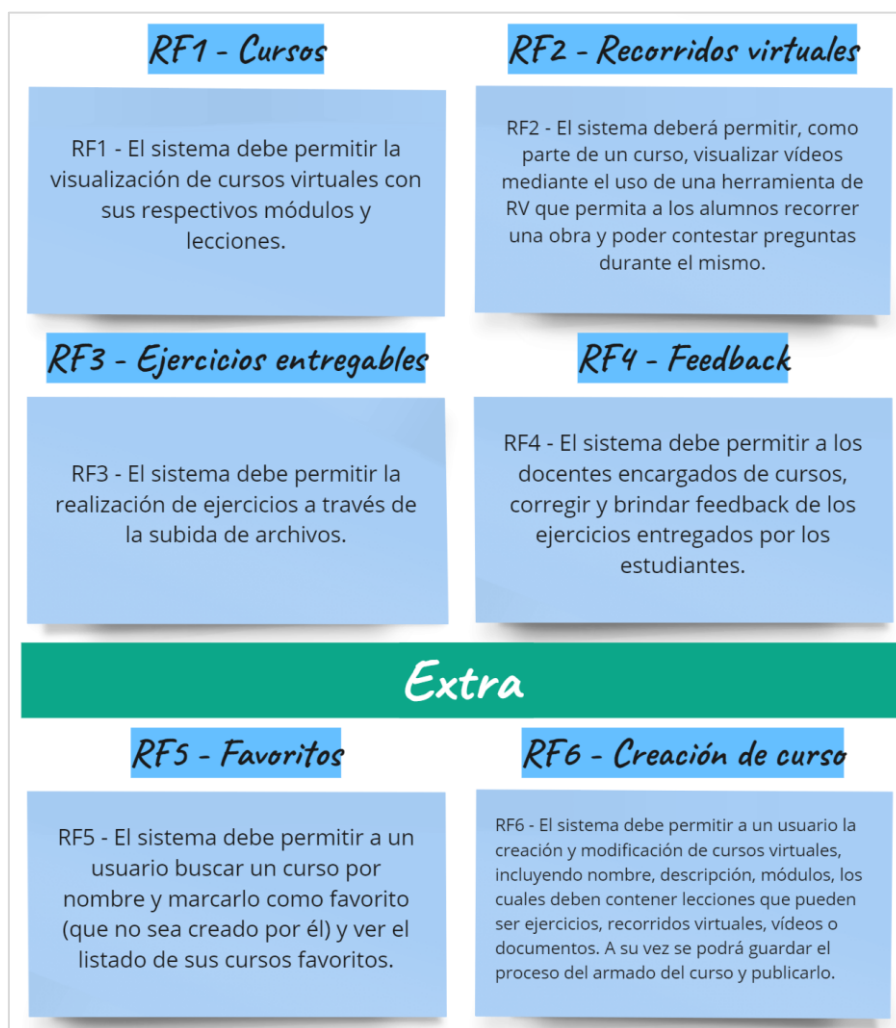 RF1 - Cursos
RF1 - El sistema debe permitir la
visualización de cursos virtuales con
sus respectivos módulos y
lecciones.
RF2 - Recorridos virtuales
RF2 - El sistema deberá permitir, como
parte de un curso, visualizar vídeos
mediante el uso de una herramienta de
RV que permita a los alumnos recorrer
una obra y poder contestar preguntas
durante el mismo.
RF3 - Ejercicios entregables
RF3 - El sistema debe permitir la
realización de ejercicios a través de
la subida de archivos.
RF4 - Feedback
RF4 - El sistema debe permitir a los
docentes encargados de cursos,
corregir y brindar feedback de los
ejercicios entregados por los
estudiantes.
Extra
RF5 - Favoritos
RF5 - El sistema debe permitir a un
usuario buscar un curso por
nombre y marcarlo como favorito
(que no sea creado por él) y ver el
listado de sus cursos favoritos.
RF6 - Creación de curso
RF6 - El sistema debe permitir a un usuario la
creación y modificación de cursos virtuales,
incluyendo nombre, descripción, módulos, los
cuales deben contener lecciones que pueden
ser ejercicios, recorridos virtuales, vídeos o
documentos. A su vez se podrá guardar el
proceso del armado del curso y publicarlo.